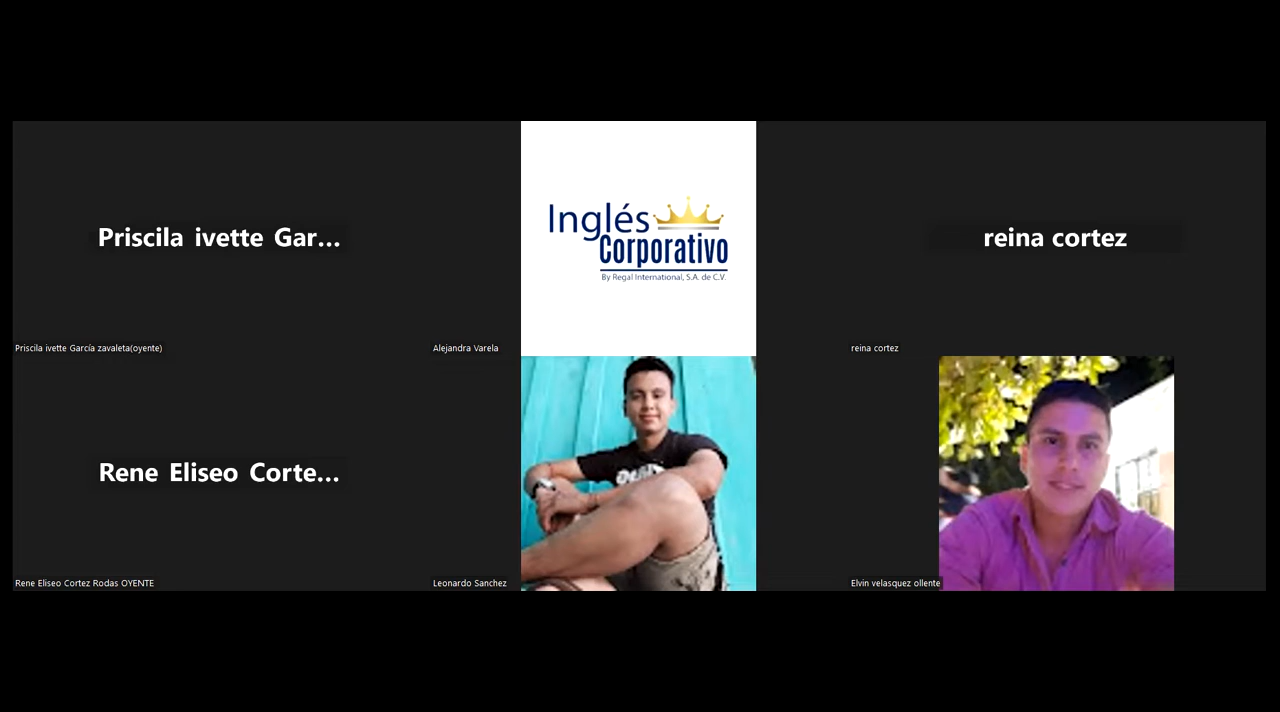 Priscila ivette Gar...
Inglés
Corporativo
By Regal International, S.A. de C.V.
reina cortez
Priscila ivette García zavaleta(oyente)
Alejandra Varela
reina cortez
Rene Eliseo Corte...
Rene Eliseo Cortez Rodas OYENTE
Leonardo Sanchez
Elvin velasquez ollente